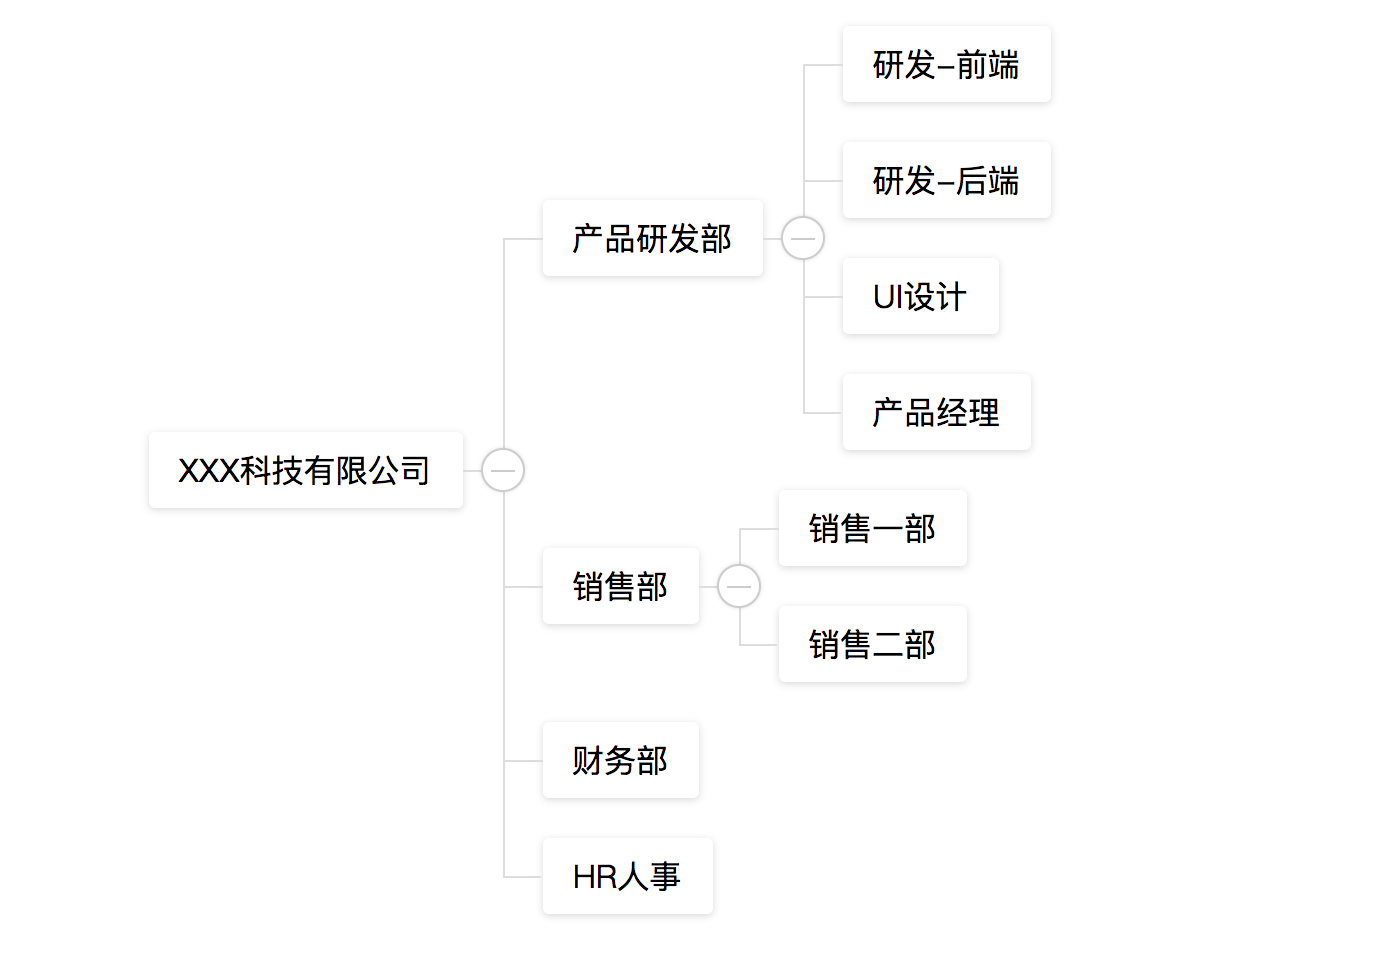 XXX科技有限公司
产品研发部
研发-前端
研发-后端
UI设计
产品经理
销售部
销售一部
销售二部
财务部
HR人事